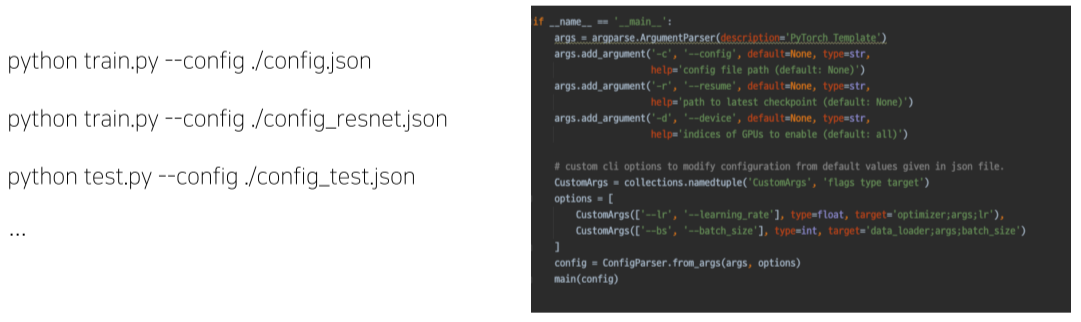 python train.py --config ./config.json
python train.py --config ./config_resnet.json
python test.py --config ./config_test.json
...
if __name__ == '__main__':
    args = argparse.ArgumentParser(description='PyTorch Template')
    args.add_argument('-c', '--config', default=None, type=str,
                      help='config file path (default: None)')
    args.add_argument('-r', '--resume', default=None, type=str,
                      help='path to latest checkpoint (default: None)')
    args.add_argument('-d', '--device', default=None, type=str,
                      help='indices of GPUs to enable (default: all)')
    # custom cli options to modify configuration from default values given in json file.
    CustomArgs = collections.namedtuple('CustomArgs', 'flags type target')
    options = [
        CustomArgs(['--lr', '--learning_rate'], type=float, target='optimizer;args;lr'),
        CustomArgs(['--bs', '--batch_size'], type=int, target='data_loader;args;batch_size')
    ]
    config = ConfigParser.from_args(args, options)
    main(config)